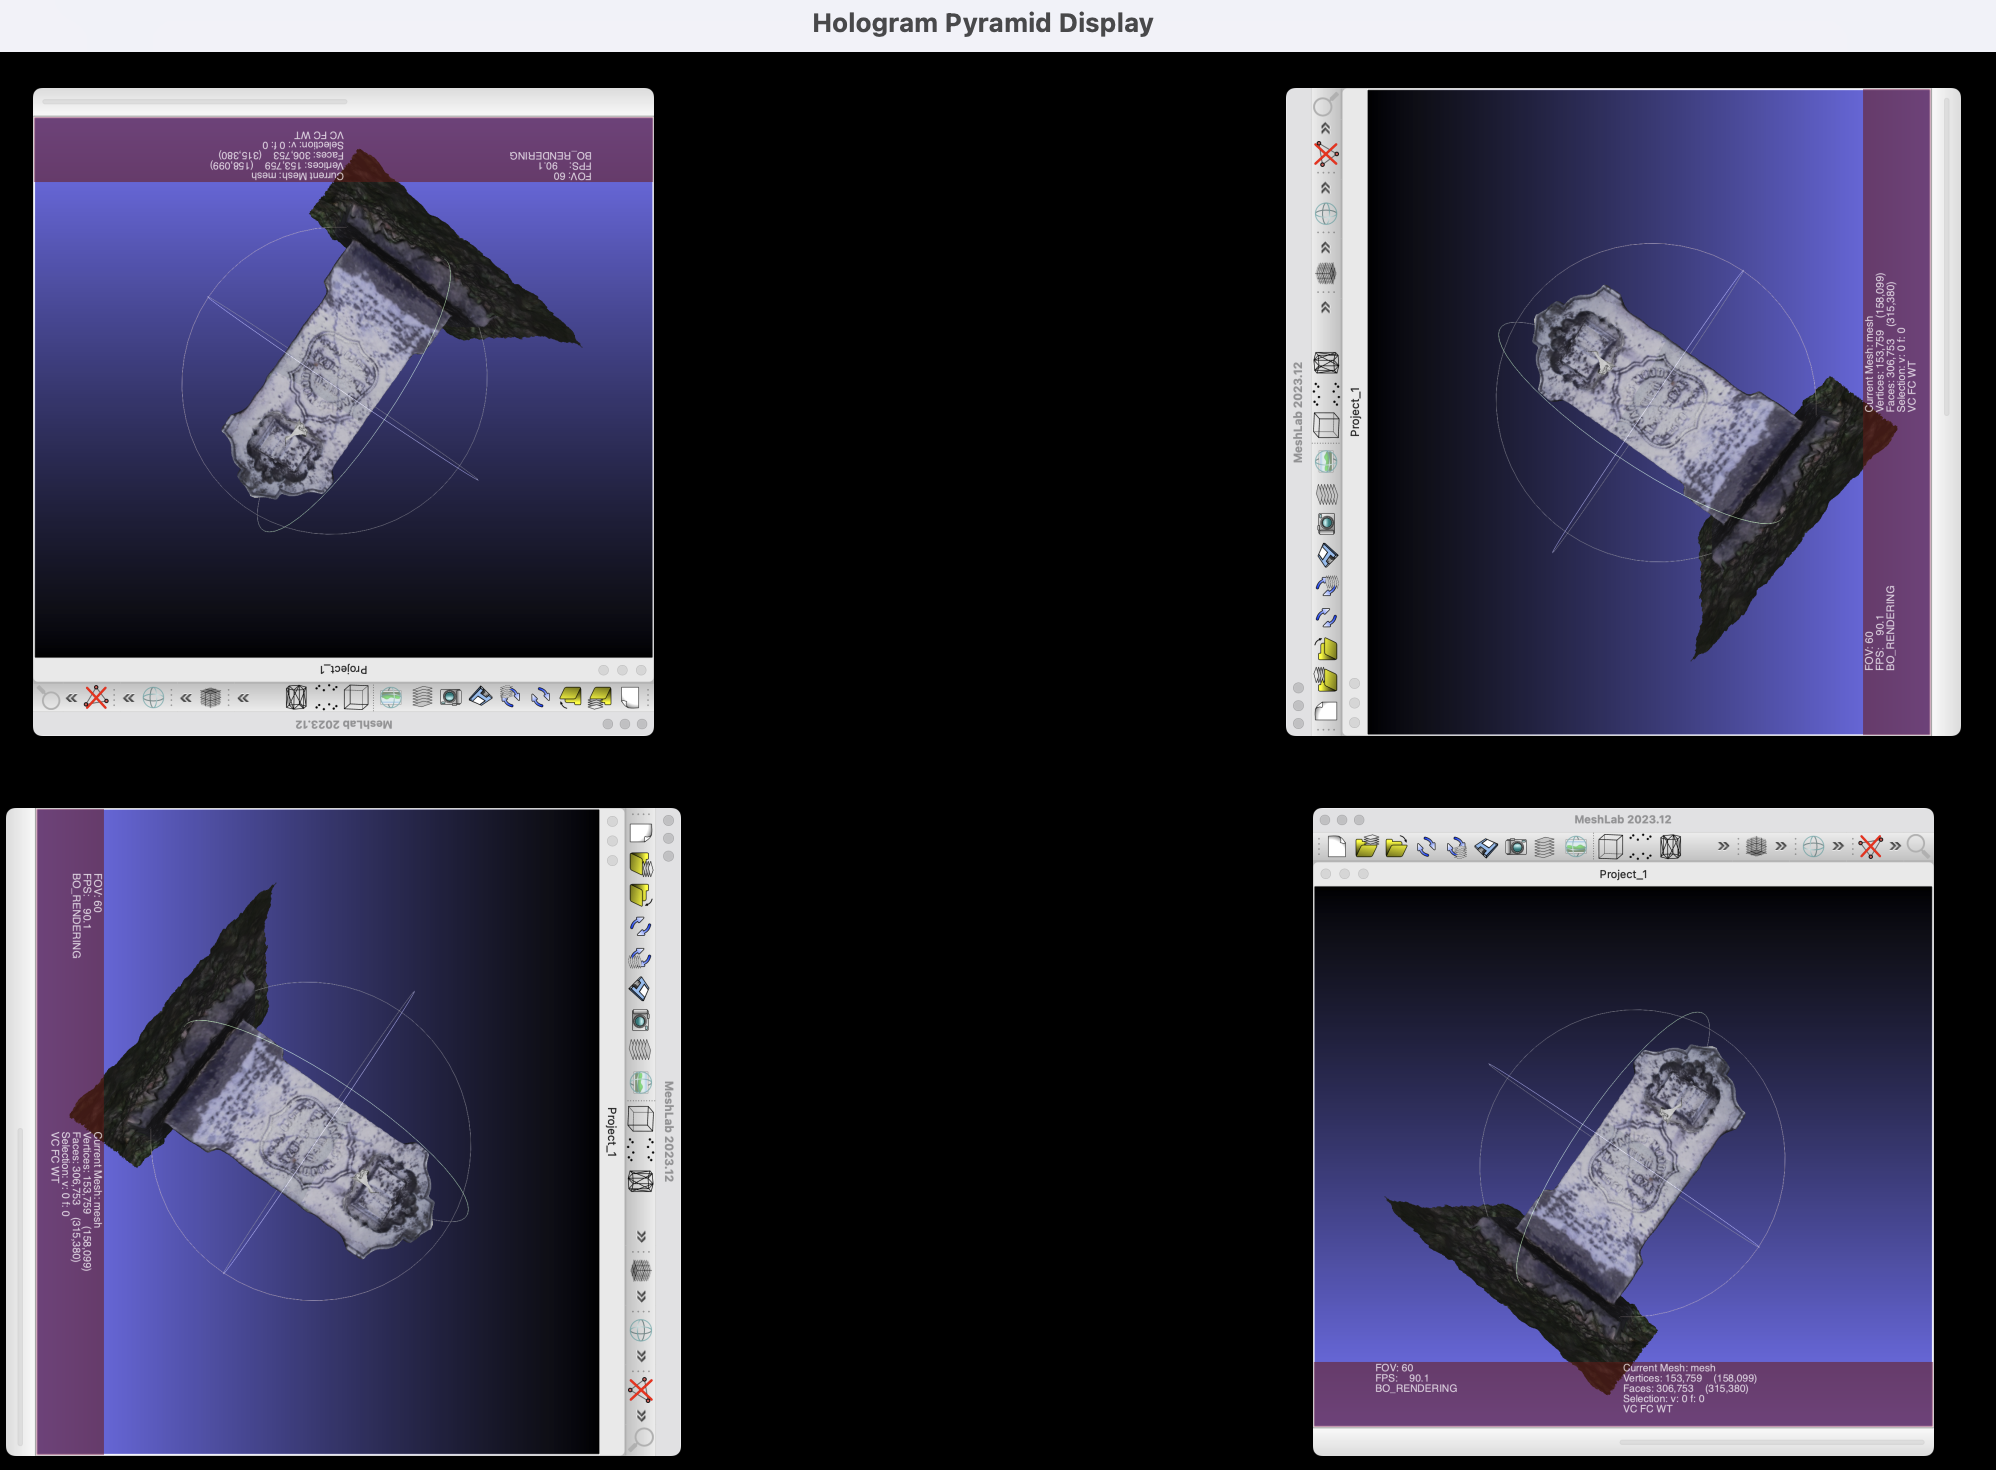 Hologram Pyramid Display
VC FC WT
Selection: v: 0 f: 0
Faces: 306,753 (315,380)
Vertices: 153,759 (158,099)
Current Mesh: mesh
BO_RENDERING
FPS: 90.1
FOV: 60
Project_1
MeshLab 2023.12
MeshLab 2023.12
Project_1
Current Mesh: mesh
Vertices: 153,759 (158,099)
Faces: 306,753 (315,380)
Selection: v: 0 f: 0
VC FC WT
FOV: 60
FPS: 90.1
BO_RENDERING
FOV: 60
FPS: 90.1
BO_RENDERING
Current Mesh: mesh
Vertices: 153,759 (158,099)
Faces: 306,753 (315,380)
Selection: v: 0 f: 0
VC FC WT
Project_1
MeshLab 2023.12
MeshLab 2023.12
Project_1
FOV: 60
FPS: 90.1
BO_RENDERING
Current Mesh: mesh
Vertices: 153,759 (158,099)
Faces: 306,753 (315,380)
Selection: v: 0 f: 0
VC FC WT